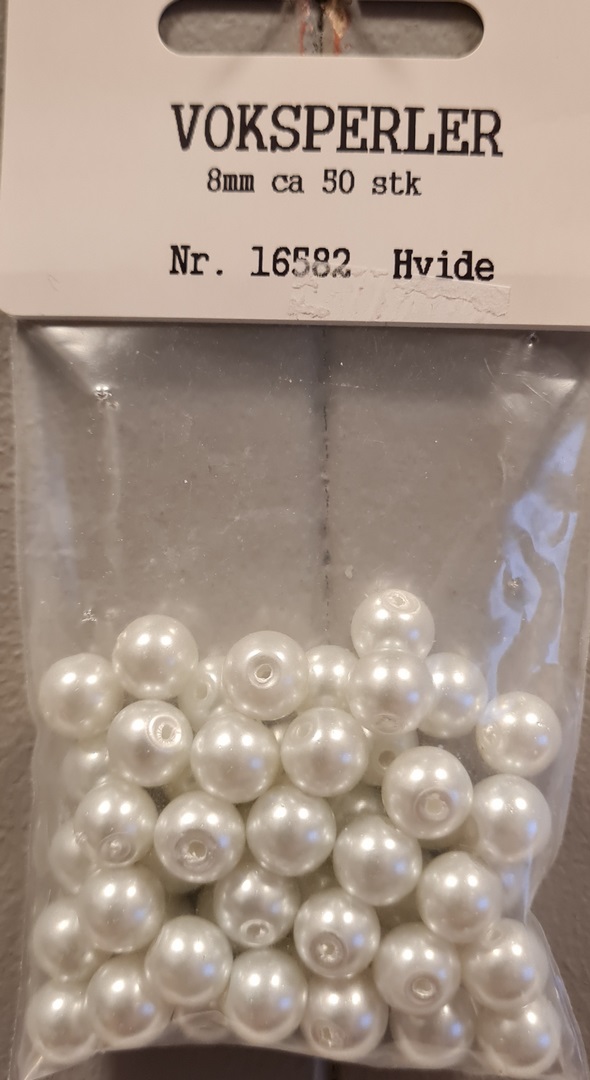 VOKSPERLER
8mm ca 50 stk
Nr. 16582 Hvide